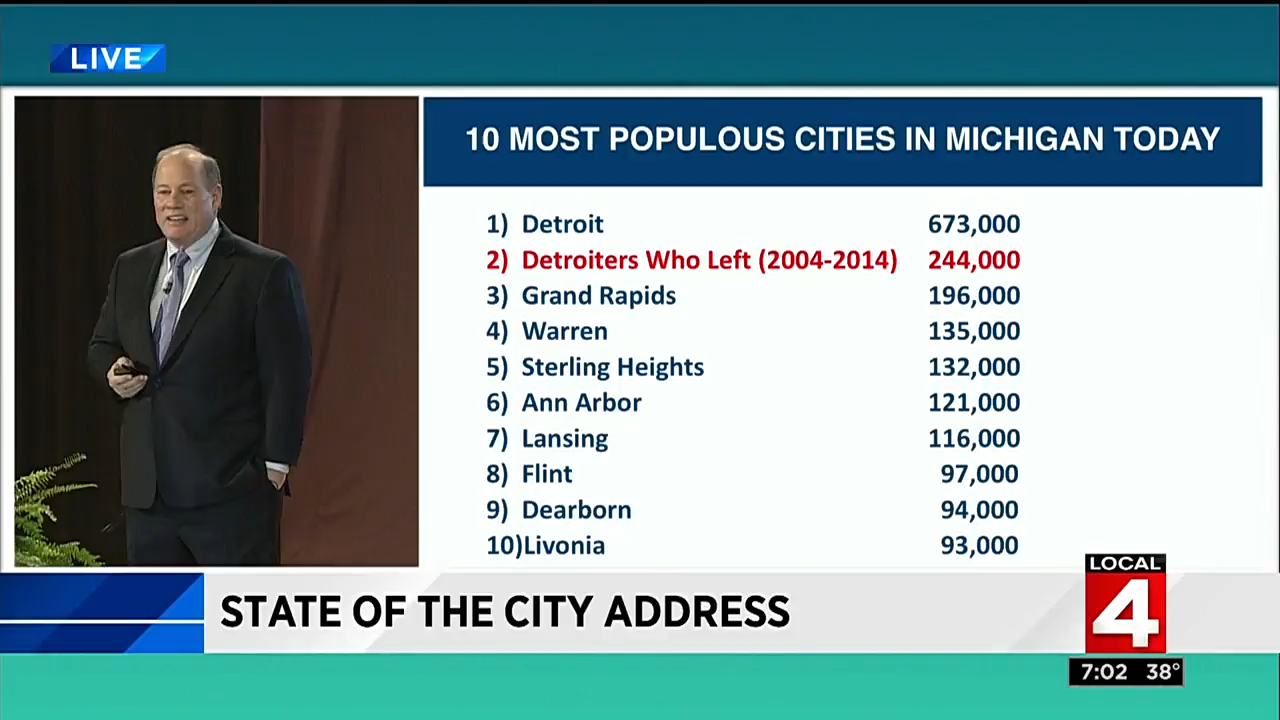 LIVE
10 MOST POPULOUS CITIES IN MICHIGAN TODAY
1) Detroit 673,000
2) Detroiters Who Left (2004-2014) 244,000
3) Grand Rapids 196,000
4) Warren 135,000
5) Sterling Heights 132,000
6) Ann Arbor 121,000
7) Lansing 116,000
8) Flint 97,000
9) Dearborn 94,000
10)Livonia 93,000
STATE OF THE CITY ADDRESS
LOCAL
4
7:02 38°